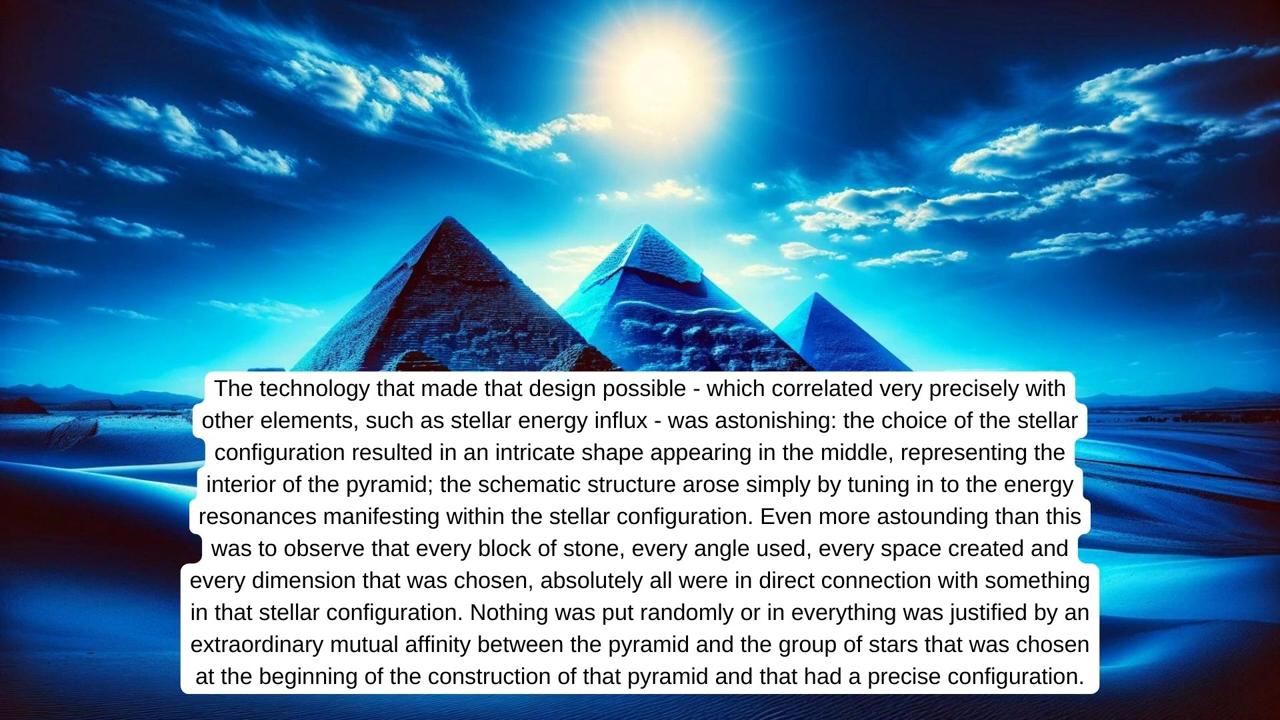 The technology that made that design possible - which correlated very precisely with
other elements, such as stellar energy influx - was astonishing: the choice of the stellar
configuration resulted in an intricate shape appearing in the middle, representing the
interior of the pyramid; the schematic structure arose simply by tuning in to the energy
resonances manifesting within the stellar configuration. Even more astounding than this
was to observe that every block of stone, every angle used, every space created and
every dimension that was chosen, absolutely all were in direct connection with something
in that stellar configuration. Nothing was put randomly or in everything was justified by an
extraordinary mutual affinity between the pyramid and the group of stars that was chosen
at the beginning of the construction of that pyramid and that had a precise configuration.